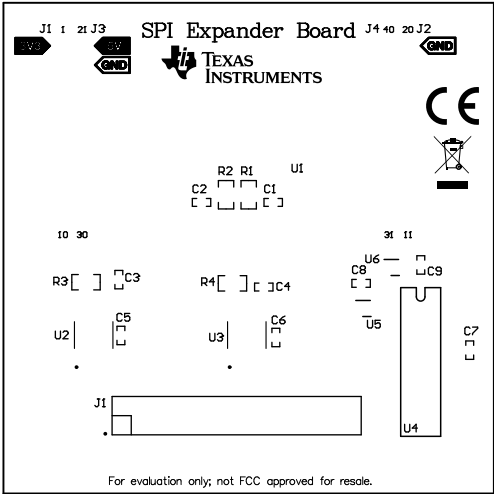 SPI Expander Board
J1 1 21 J3
J4 40 20 J2
3V3
5V
GND
GND
TEXAS
INSTRUMENTS
CE
R2 R1
U1
C2
C1
10 30
31 11
U6
R3
C3
R4
C4
C8
C9
C5
C6
U5
U2
U3
C7
J1
U4
For evaluation only; not FCC approved for resale.